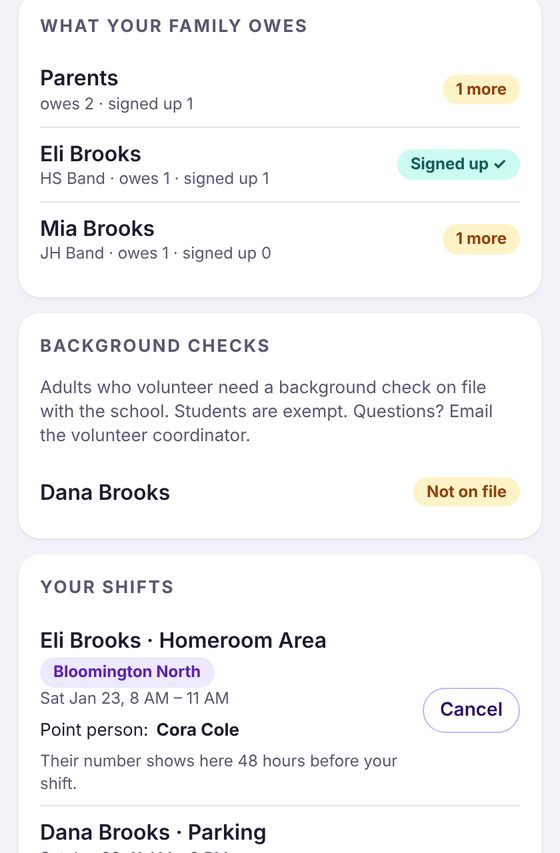 WHAT YOUR FAMILY OWES
Parents
owes 2 · signed up 1
1 more
Eli Brooks
HS Band · owes 1 · signed up 1
Signed up ✓
Mia Brooks
JH Band · owes 1 · signed up 0
1 more
BACKGROUND CHECKS
Adults who volunteer need a background check on file
with the school. Students are exempt. Questions? Email
the volunteer coordinator.
Dana Brooks
Not on file
YOUR SHIFTS
Eli Brooks · Homeroom Area
Bloomington North
Sat Jan 23, 8 AM – 11 AM
Cancel
Point person: Cora Cole
Their number shows here 48 hours before your
shift.
Dana Brooks · Parking